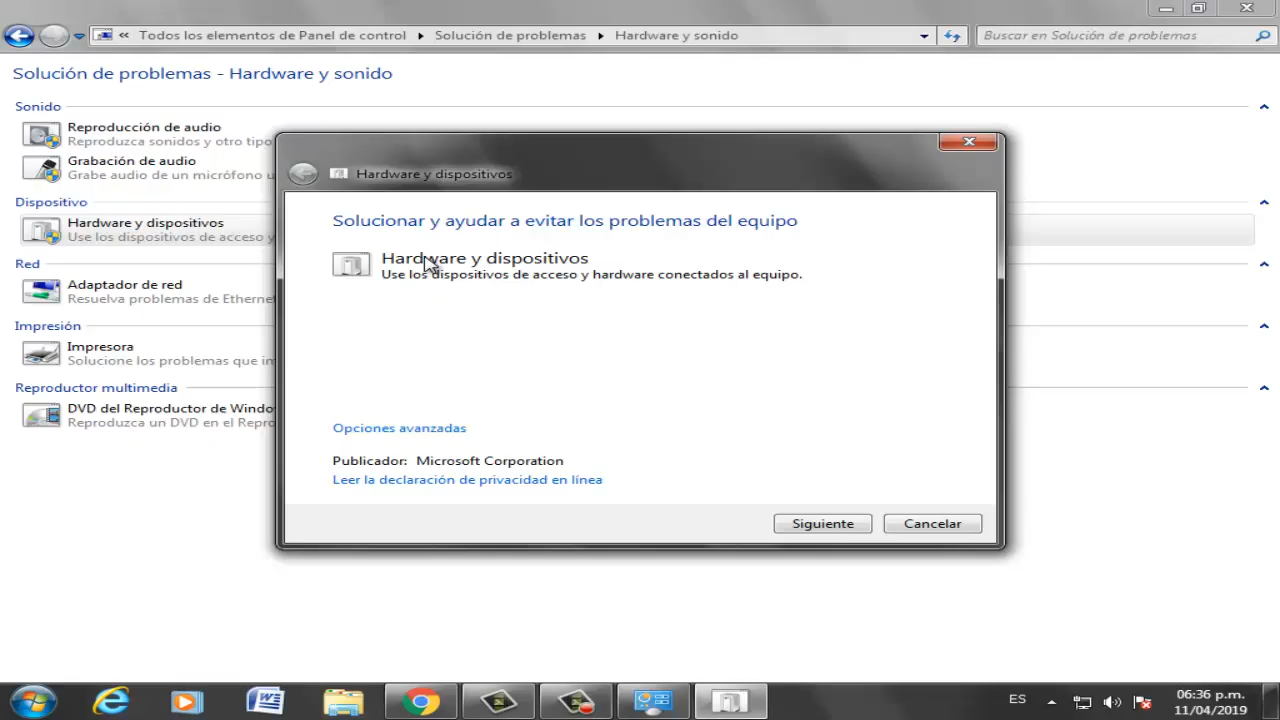 « Todos los elementos de Panel de control ▸ Solución de problemas ▸ Hardware y sonido
Buscar en Solución de problemas
Solución de problemas - Hardware y sonido
Sonido
Reproducción de audio
Reproduzca sonidos y otro tipo
Grabación de audio
Grabe audio de un micrófono u
Dispositivo
Hardware y dispositivos
Use los dispositivos de acceso y
Red
Adaptador de red
Resuelva problemas de Ethernet
Impresión
Impresora
Solucione los problemas que im
Reproductor multimedia
DVD del Reproductor de Windo
Reproduzca un DVD en el Repro
Hardware y dispositivos
Solucionar y ayudar a evitar los problemas del equipo
Hardware y dispositivos
Use los dispositivos de acceso y hardware conectados al equipo.
Opciones avanzadas
Publicador: Microsoft Corporation
Leer la declaración de privacidad en línea
Siguiente
Cancelar
ES
06:36 p.m.
11/04/2019